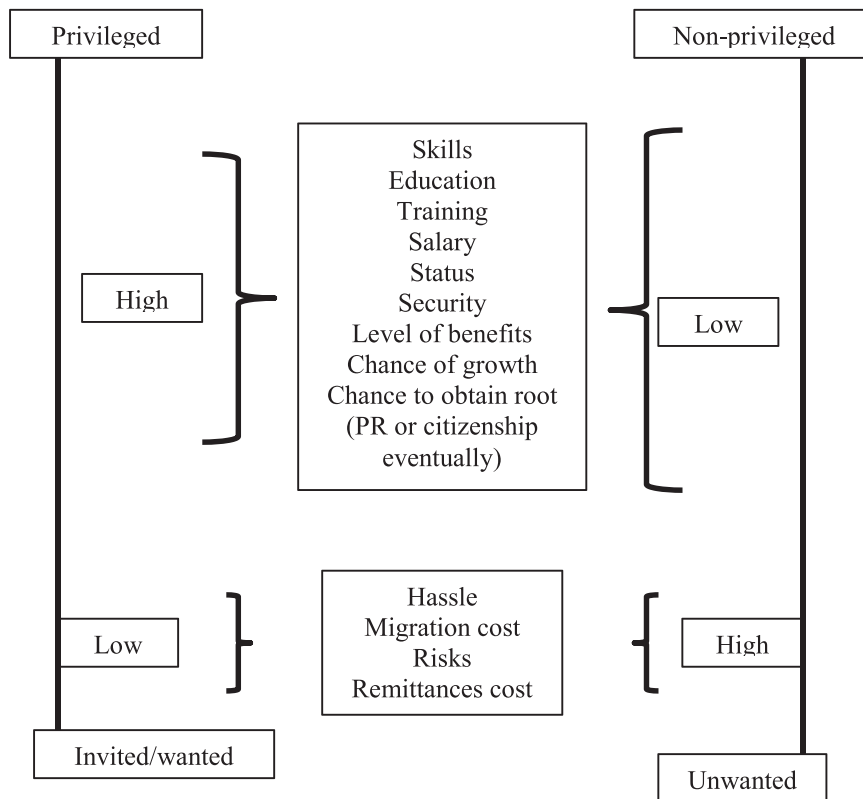 Privileged
Non-privileged
Skills
Education
Training
Salary
Status
Security
Level of benefits
Chance of growth
Chance to obtain root
(PR or citizenship
eventually)
High
Low
Hassle
Migration cost
Risks
Remittances cost
Low
High
Invited/wanted
Unwanted